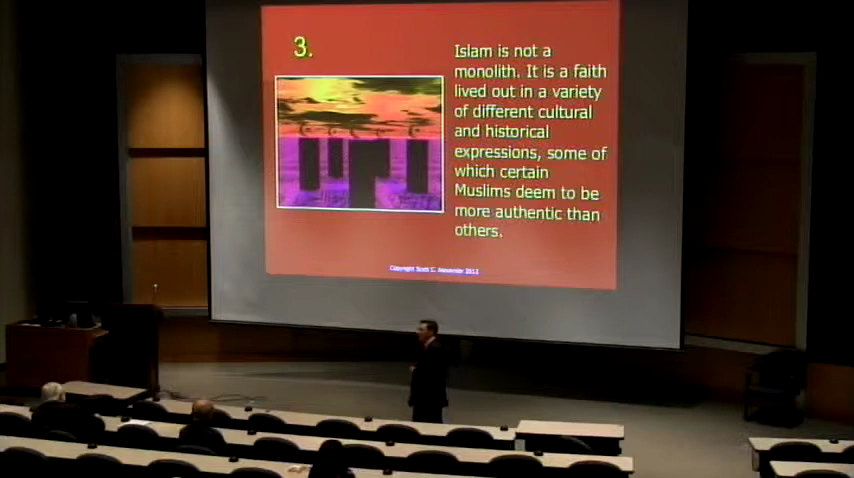 3.
Islam is not a
monolith. It is a faith
lived out in a variety
of different cultural
and historical
expressions, some of
which certain
Muslims deem to be
more authentic than
others.
Copyright Scott C. Alexander 2013